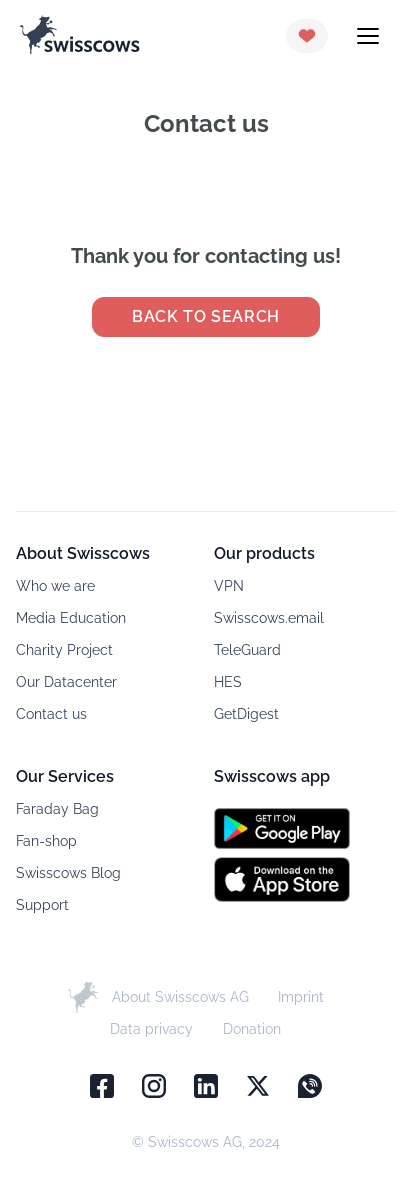 swisscows
Contact us
Thank you for contacting us!
BACK TO SEARCH
About Swisscows
Who we are
Media Education
Charity Project
Our Datacenter
Contact us
Our products
VPN
Swisscows.email
TeleGuard
HES
GetDigest
Our Services
Faraday Bag
Fan-shop
Swisscows Blog
Support
Swisscows app
GET IT ON
Google Play
Download on the
App Store
About Swisscows AG
Imprint
Data privacy
Donation
© Swisscows AG, 2024